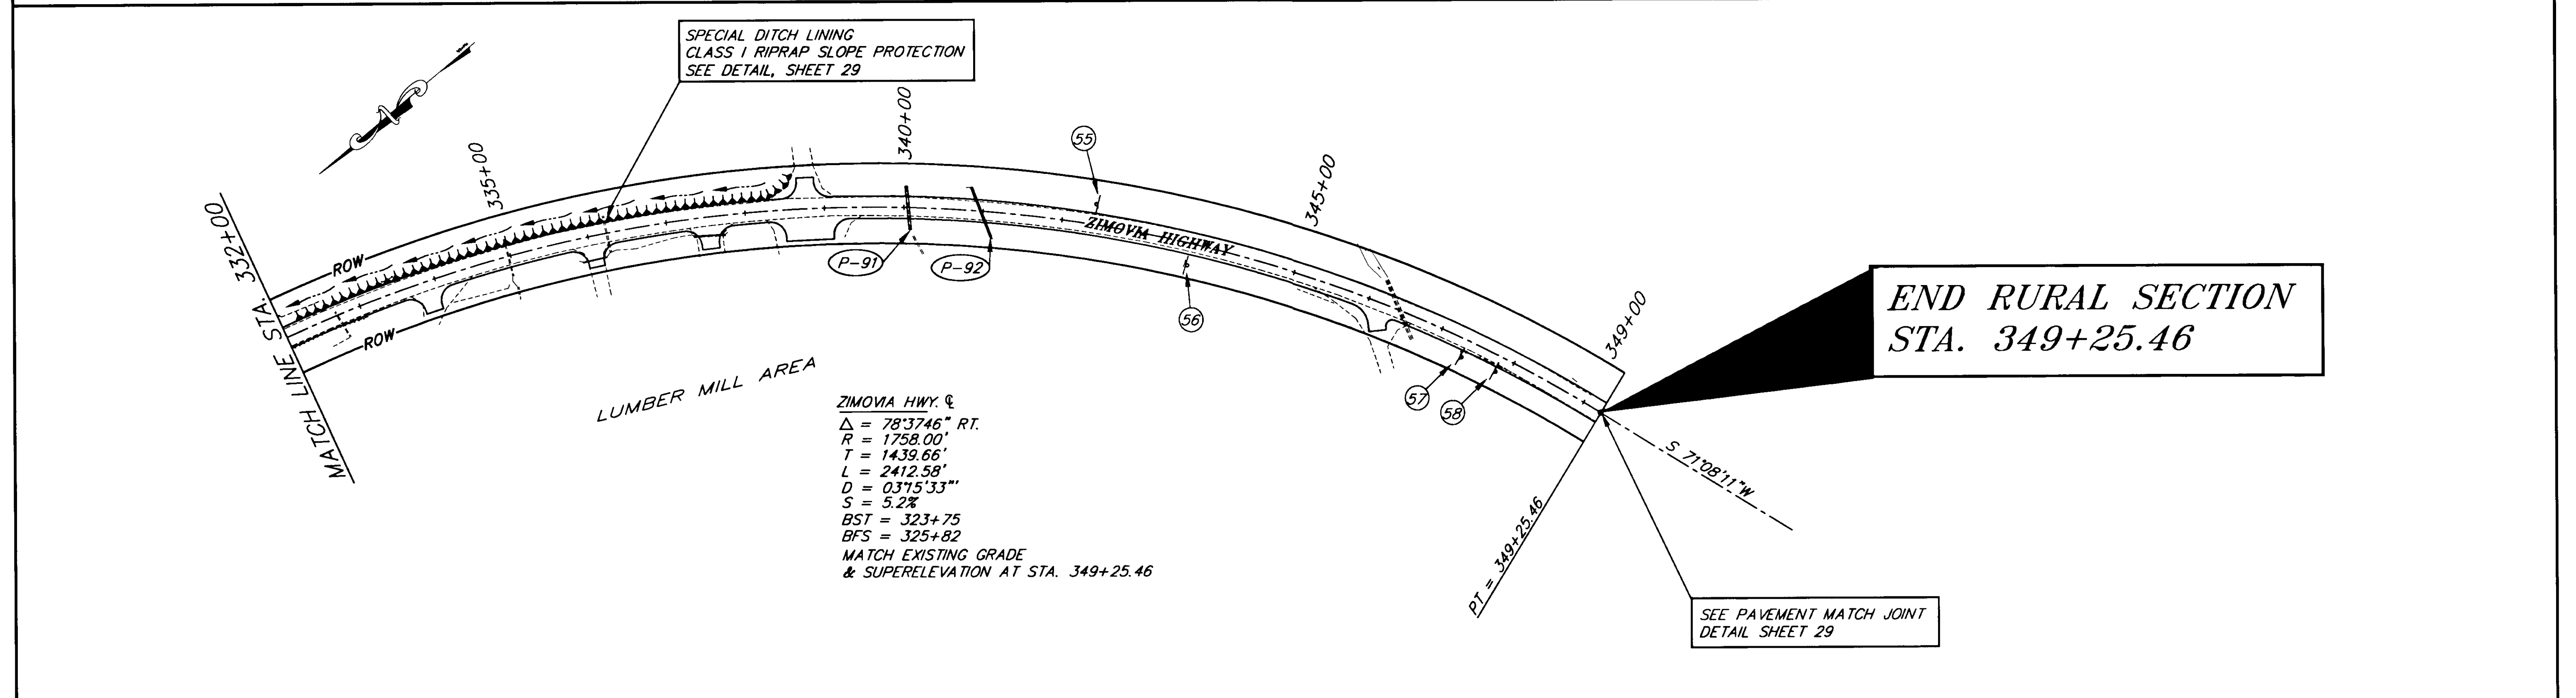 SPECIAL DITCH LINING
CLASS I RIPRAP SLOPE PROTECTION
SEE DETAIL, SHEET 29
N
332+00
335+00
340+00
345+00
349+00
55
ROW
ROW
ZIMOVIA HIGHWAY
P-91
P-92
56
57
58
MATCH LINE STA.
LUMBER MILL AREA
END RURAL SECTION
STA. 349+25.46
ZIMOVIA HWY. ℄
Δ = 78°37'46" RT.
R = 1758.00'
T = 1439.66'
L = 2412.58'
D = 03°15'33"'
S = 5.2%
BST = 323+75
BFS = 325+82
MATCH EXISTING GRADE
& SUPERELEVATION AT STA. 349+25.46
S 71°08'11"W
PT = 349+25.46
SEE PAVEMENT MATCH JOINT
DETAIL SHEET 29